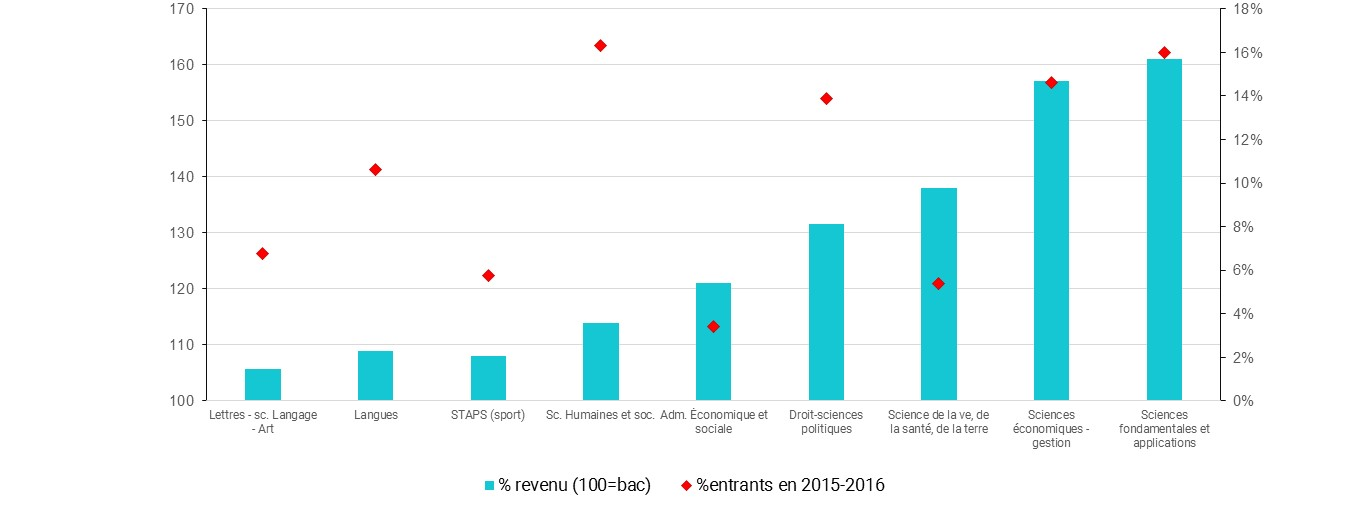 170
160
150
140
130
120
110
100
18%
16%
14%
12%
10%
8%
6%
4%
2%
0%
Lettres - sc. Langage
- Art
Langues
STAPS (sport)
Sc. Humaines et soc.
Adm. Économique et
sociale
Droit-sciences
politiques
Science de la ve, de
la santé, de la terre
Sciences
économiques -
gestion
Sciences
fondamentales et
applications
% revenu (100=bac)
%entrants en 2015-2016